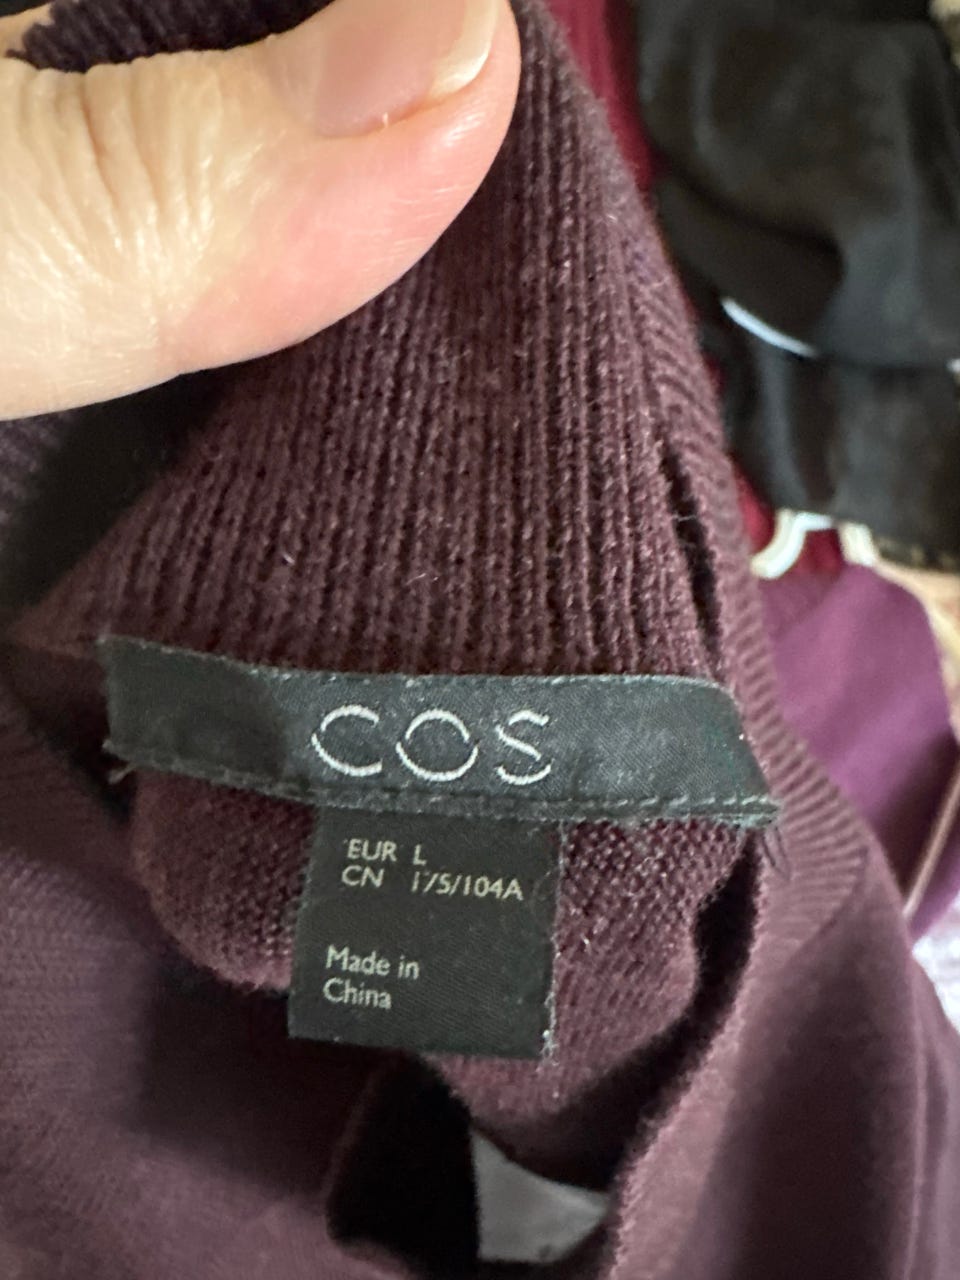 COS
EUR L
CN 175/104A
Made in
China